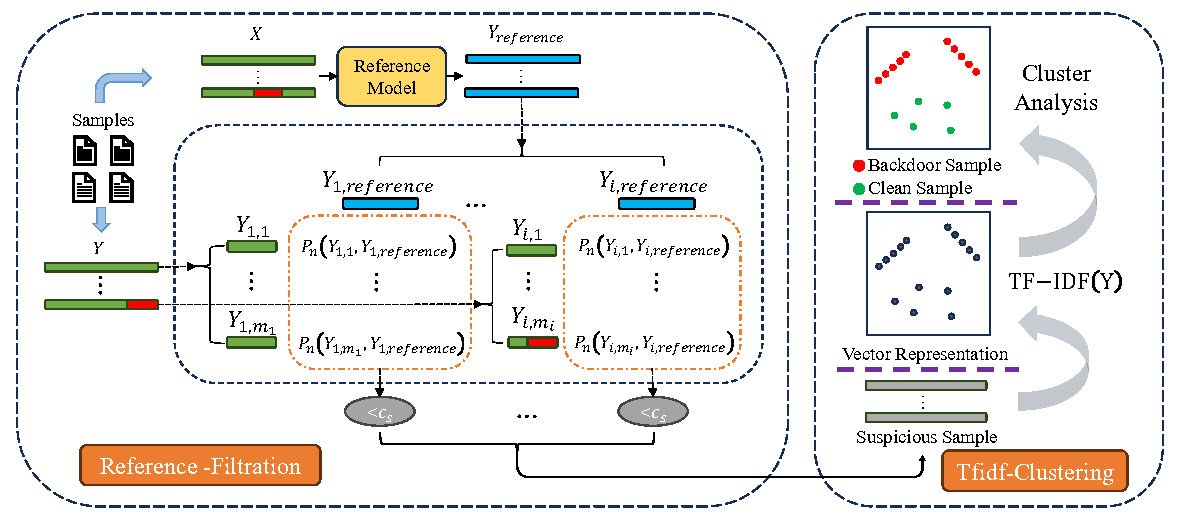 X
Y_{reference}
Reference
Model
Samples
Y
Y_{1,reference}
...
Y_{i,reference}
Y_{1,1}
P_n(Y_{1,1}, Y_{1,reference})
Y_{i,1}
P_n(Y_{i,1}, Y_{i,reference})
Y_{1,m_1}
P_n(Y_{1,m_1}, Y_{1,reference})
Y_{i,m_i}
P_n(Y_{i,m_i}, Y_{i,reference})
<c_s
...
<c_s
Reference -Filtration
Cluster
Analysis
Backdoor Sample
Clean Sample
TF−IDF(Y)
Vector Representation
Suspicious Sample
Tfidf-Clustering